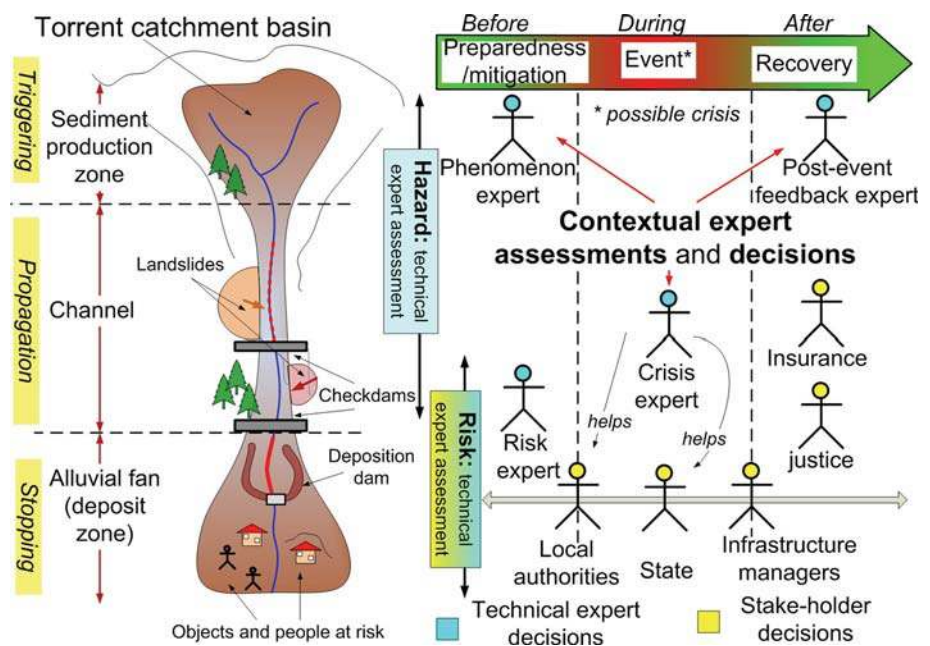 Torrent catchment basin
Triggering
Sediment
production
zone
Propagation
Channel
Landslides
Checkdams
Stopping
Alluvial fan
(deposit
zone)
Deposition
dam
Objects and people at risk
Hazard: technical
expert assessment
Risk: technical
expert assessment
Before
During
After
Preparedness
/mitigation
Event*
Recovery
* possible crisis
Phenomenon
expert
Post-event
feedback expert
Contextual expert
assessments and decisions
Crisis
expert
Insurance
Risk
expert
helps
helps
justice
Local
authorities
State
Infrastructure
managers
Technical expert
decisions
Stake-holder
decisions